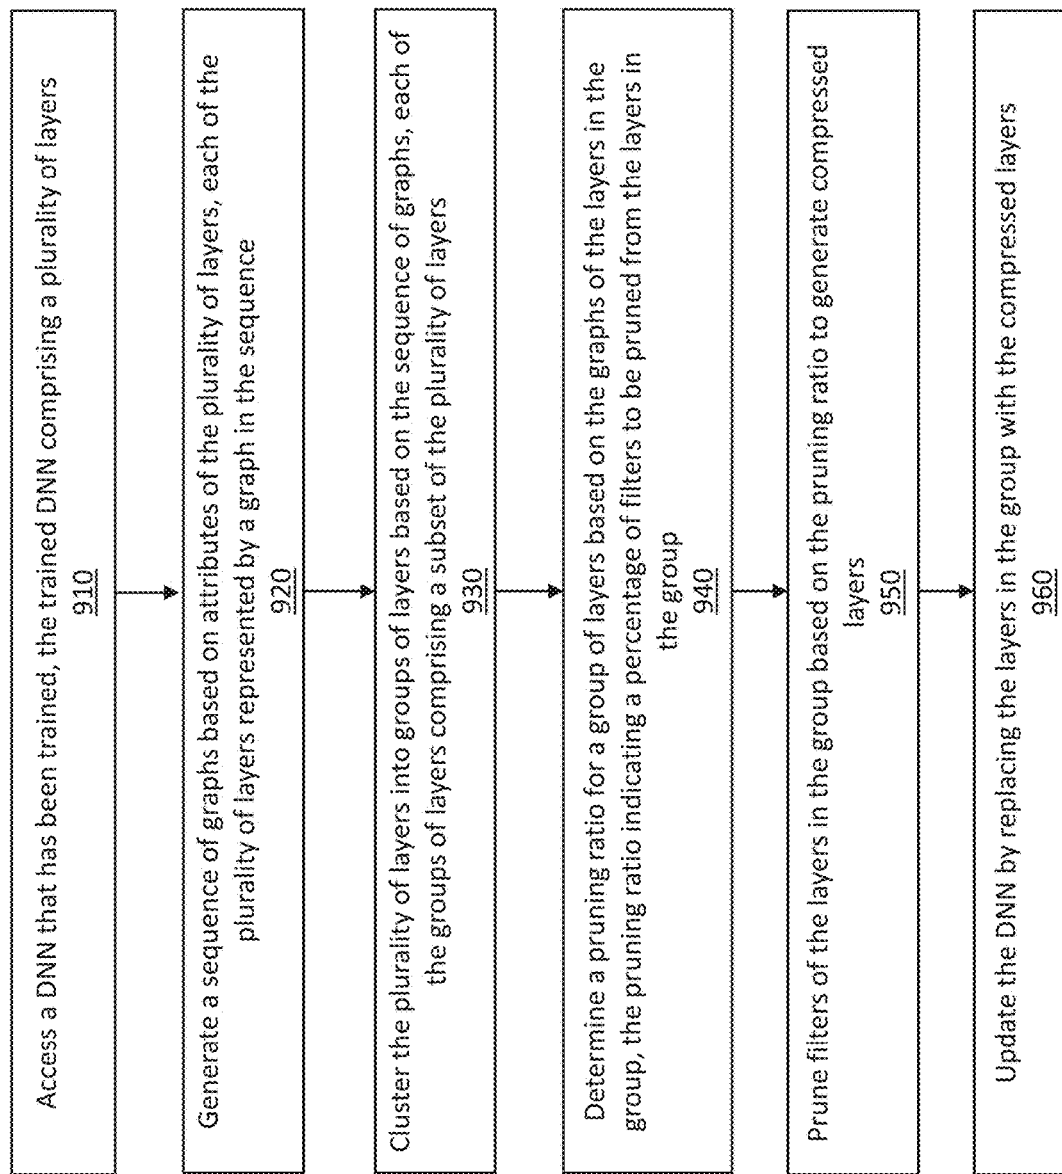 Access a DNN that has been trained, the trained DNN comprising a plurality of layers
910
Generate a sequence of graphs based on attributes of the plurality of layers, each of the
plurality of layers represented by a graph in the sequence
920
Cluster the plurality of layers into groups of layers based on the sequence of graphs, each of
the groups of layers comprising a subset of the plurality of layers
930
Determine a pruning ratio for a group of layers based on the graphs of the layers in the
group, the pruning ratio indicating a percentage of filters to be pruned from the layers in
the group
940
Prune filters of the layers in the group based on the pruning ratio to generate compressed
layers
950
Update the DNN by replacing the layers in the group with the compressed layers
960